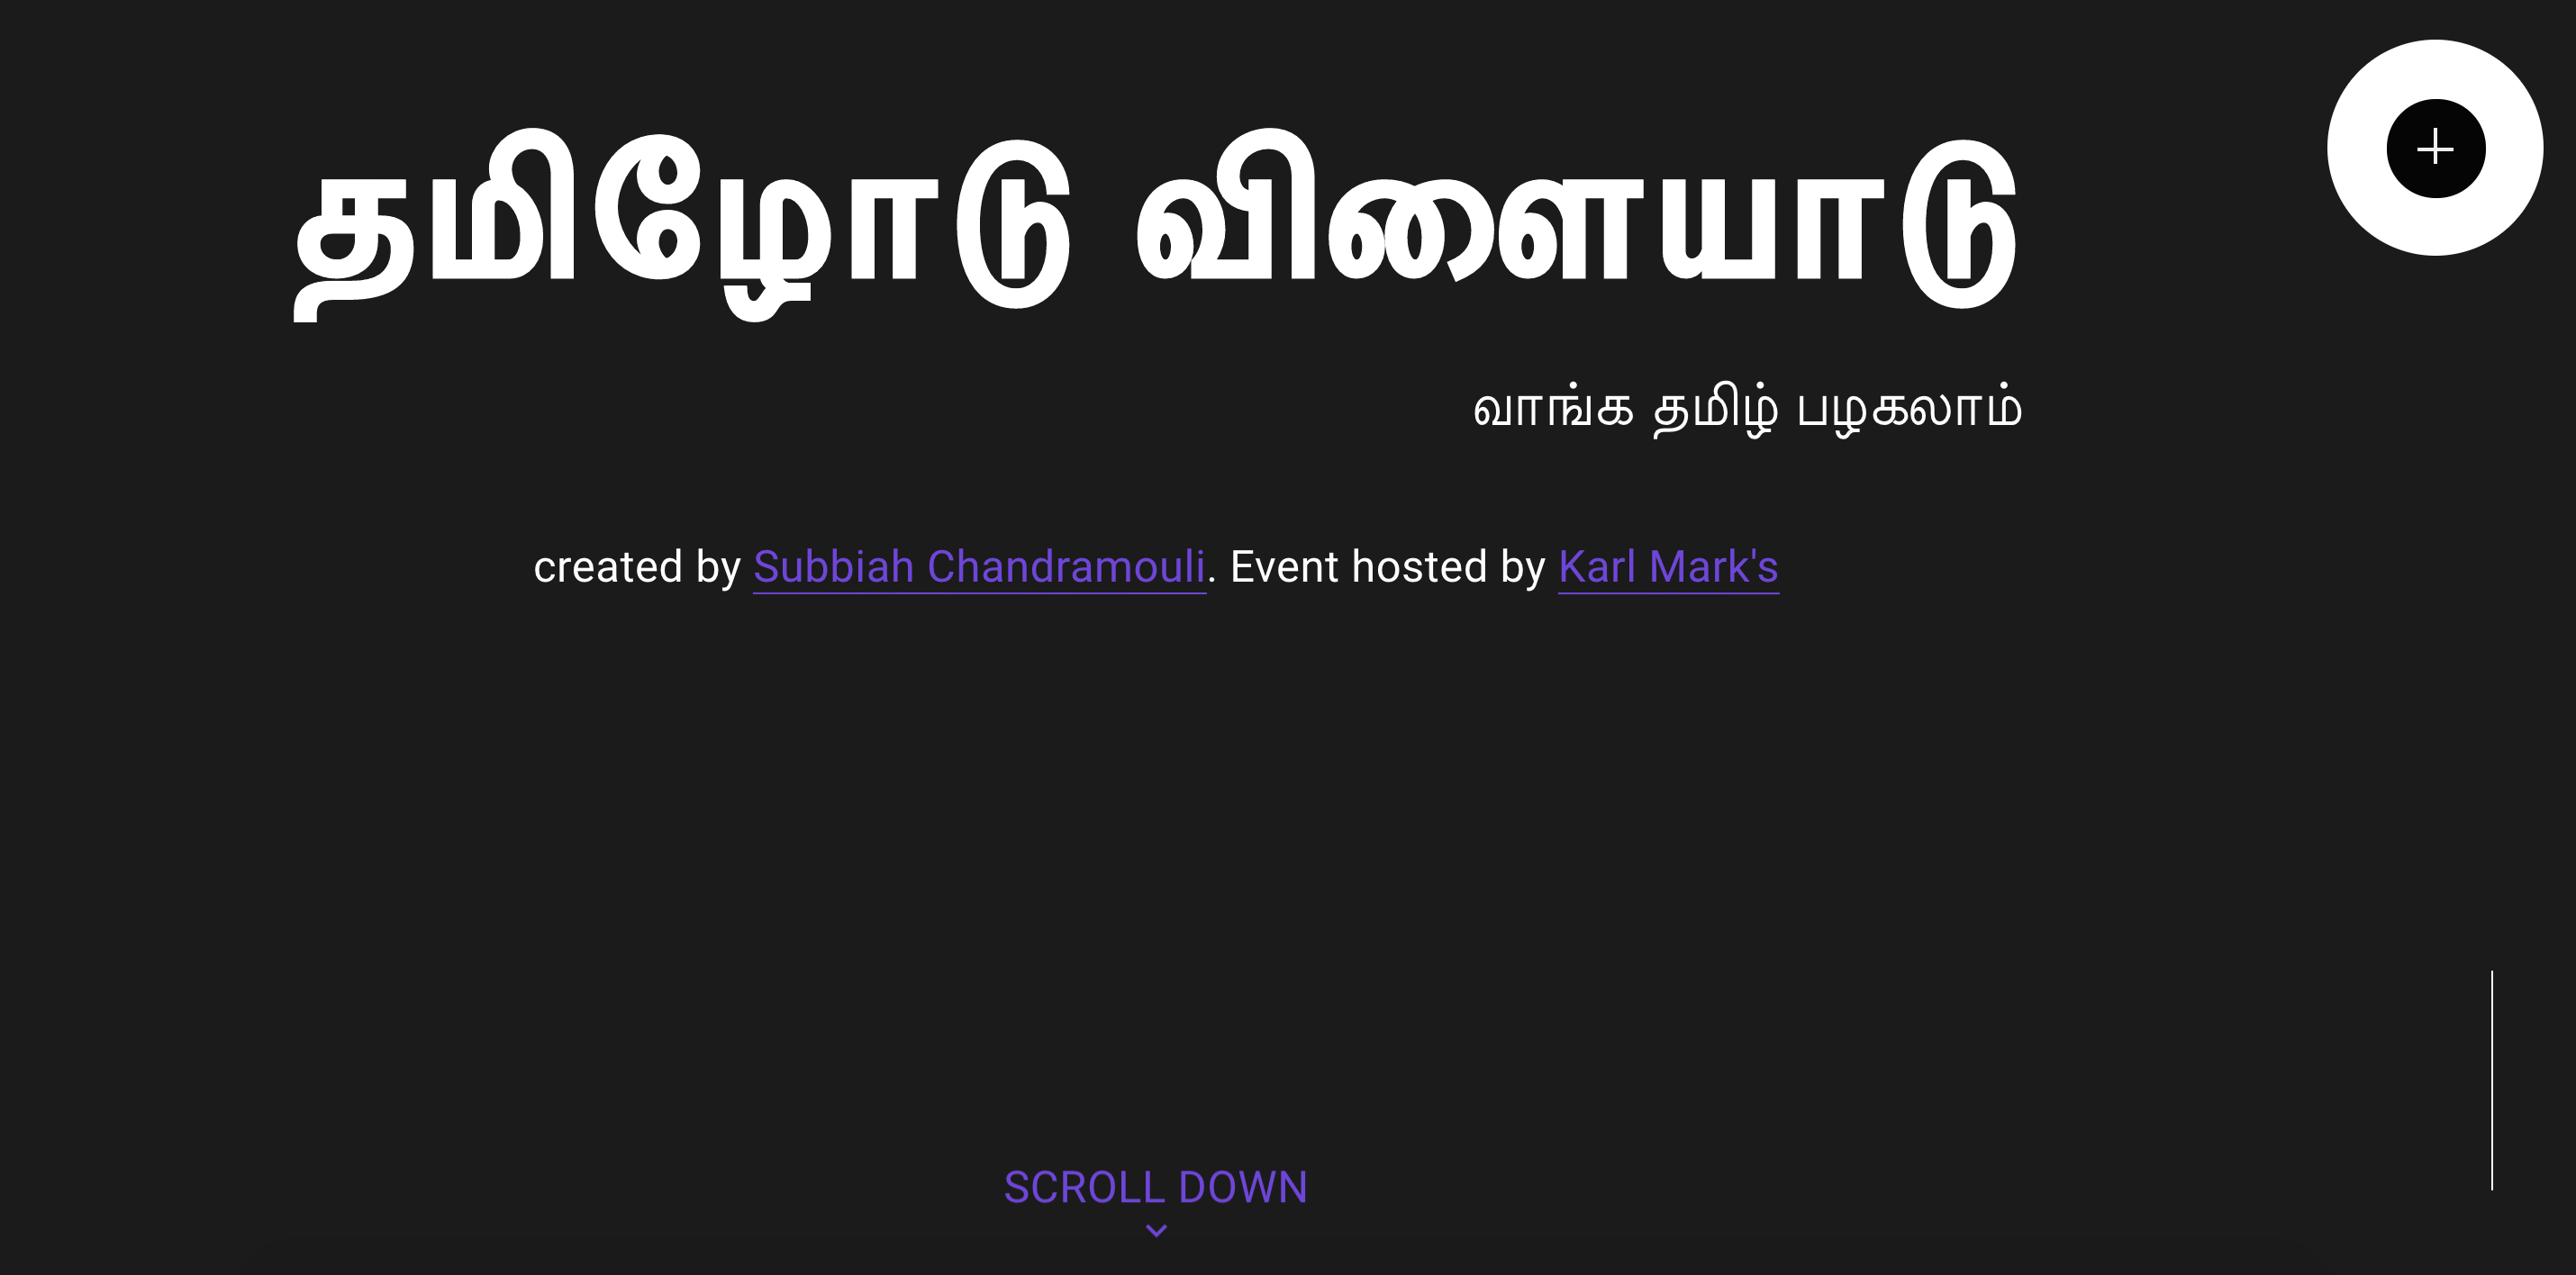 தமிழோடு விளையாடு
வாங்க தமிழ் பழகலாம்
created by Subbiah Chandramouli. Event hosted by Karl Mark's
SCROLL DOWN